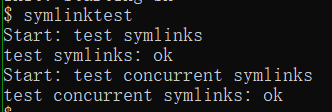 $ symlinktest
Start: test symlinks
test symlinks: ok
Start: test concurrent symlinks
test concurrent symlinks: ok